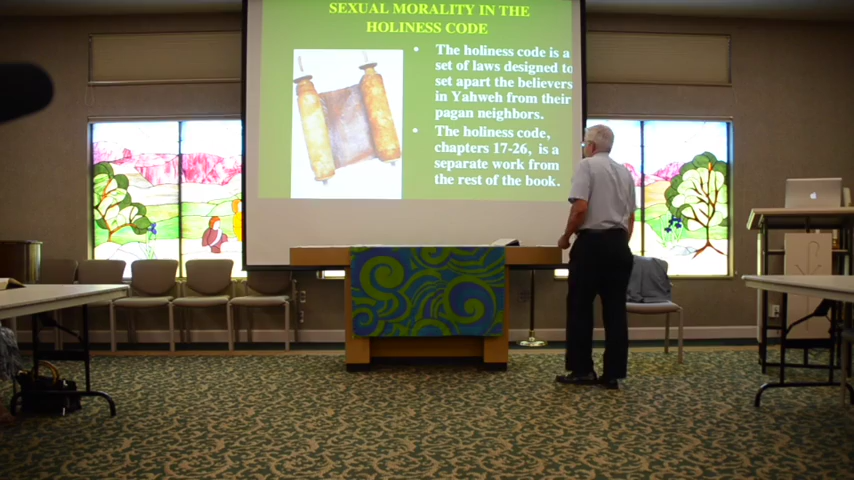 SEXUAL MORALITY IN THE
HOLINESS CODE
• The holiness code is a
set of laws designed to
set apart the believers
in Yahweh from their
pagan neighbors.
• The holiness code,
chapters 17-26, is a
separate work from
the rest of the book.